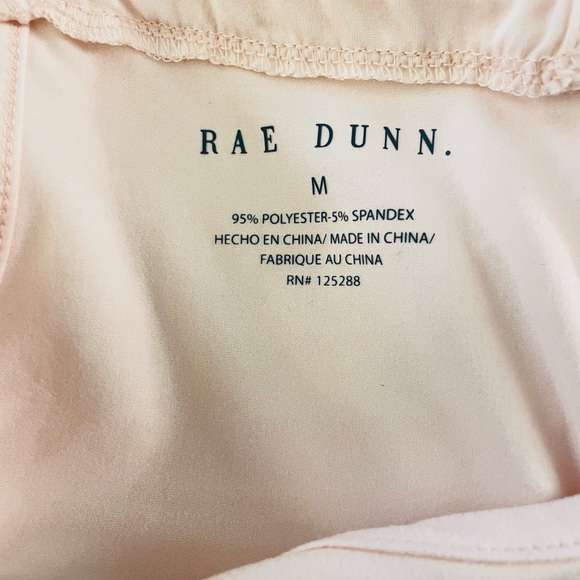 RAE DUNN.
M
95% POLYESTER-5% SPANDEX
HECHO EN CHINA/ MADE IN CHINA/
FABRIQUE AU CHINA
RN# 125288